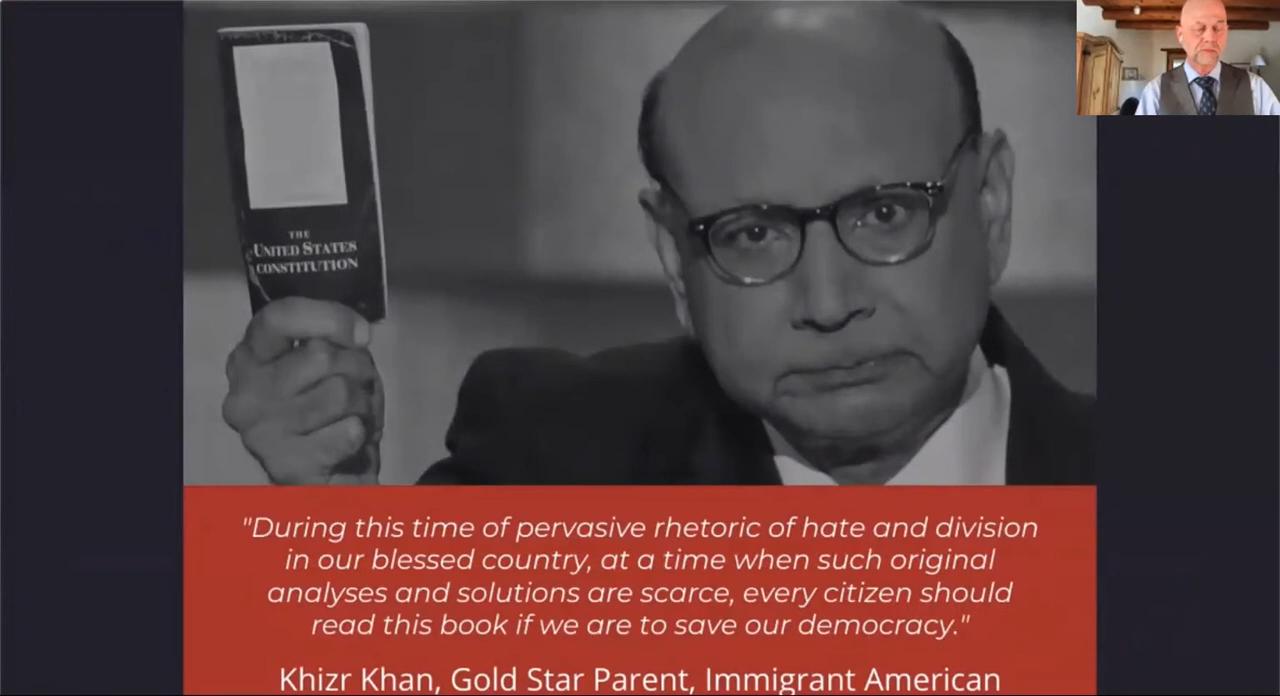 THE
UNITED STATES
CONSTITUTION
"During this time of pervasive rhetoric of hate and division
in our blessed country, at a time when such original
analyses and solutions are scarce, every citizen should
read this book if we are to save our democracy."
Khizr Khan, Gold Star Parent, Immigrant American